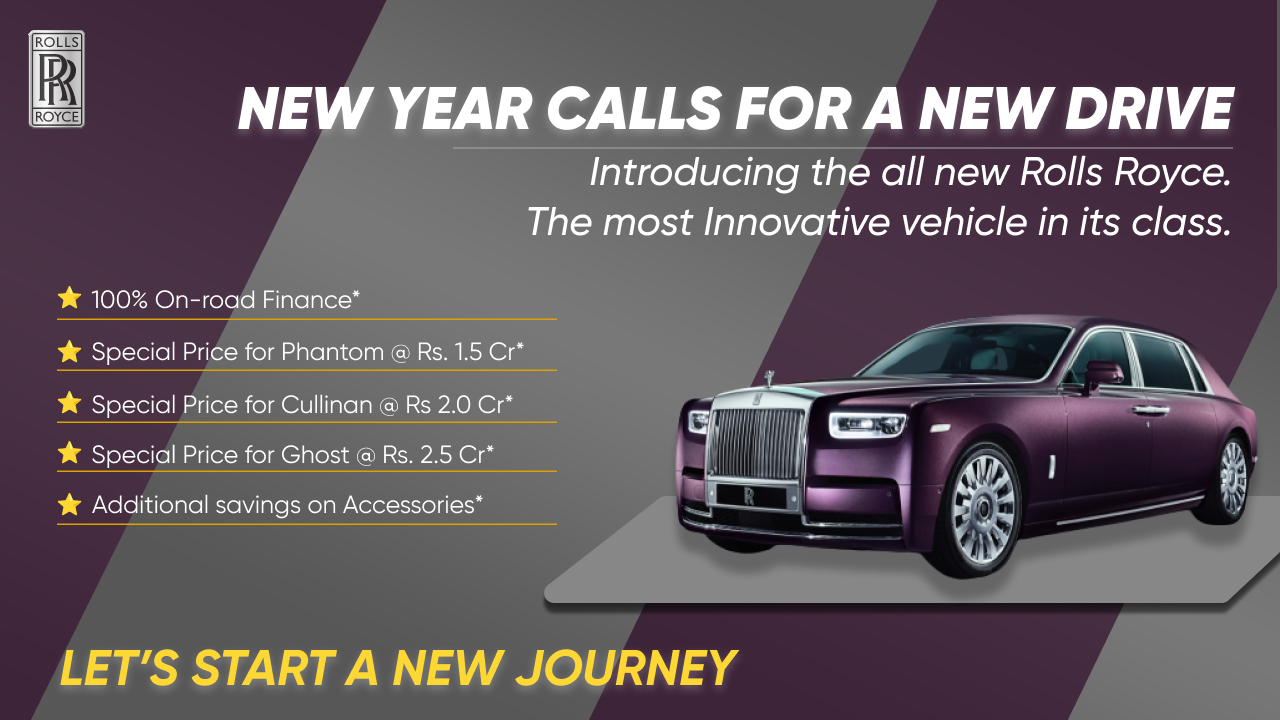 ROLLS
RR
ROYCE
NEW YEAR CALLS FOR A NEW DRIVE
Introducing the all new Rolls Royce.
The most Innovative vehicle in its class.
100% On-road Finance*
Special Price for Phantom @ Rs. 1.5 Cr*
Special Price for Cullinan @ Rs 2.0 Cr*
Special Price for Ghost @ Rs. 2.5 Cr*
Additional savings on Accessories*
RR
LET'S START A NEW JOURNEY